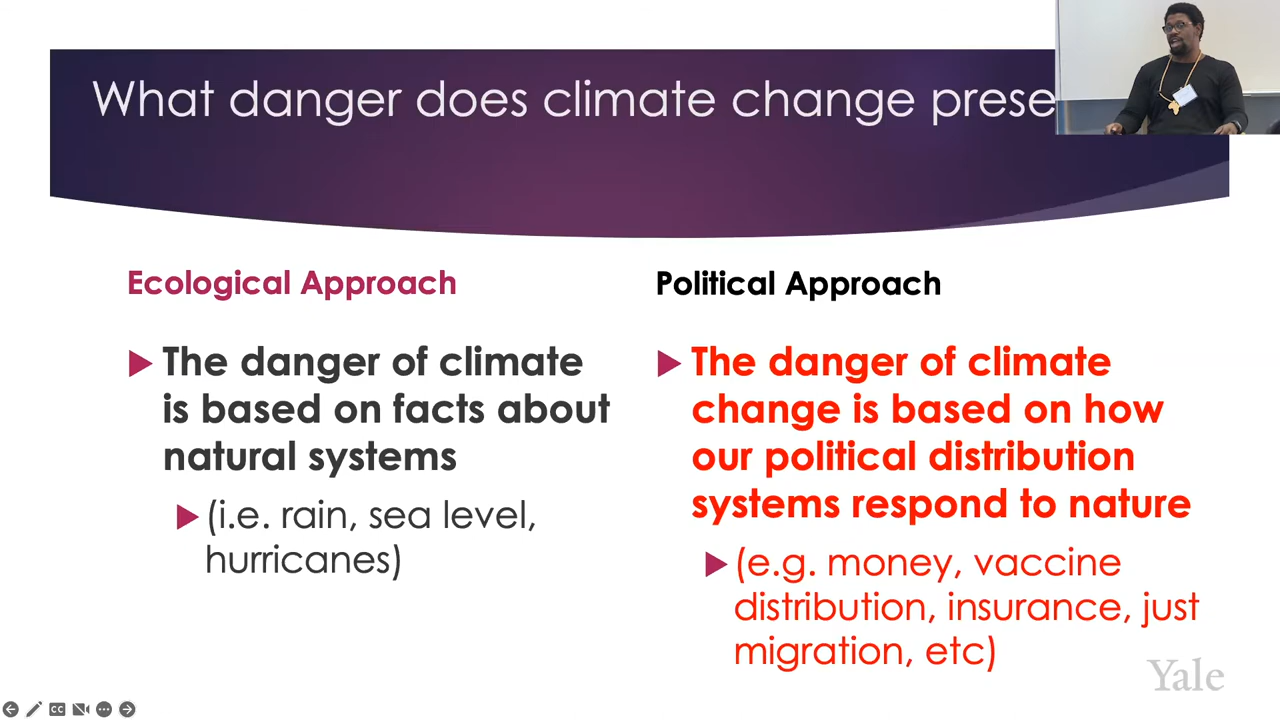 What danger does climate change prese
Ecological Approach
The danger of climate
is based on facts about
natural systems
(i.e. rain, sea level,
hurricanes)
Political Approach
The danger of climate
change is based on how
our political distribution
systems respond to nature
(e.g. money, vaccine
distribution, insurance, just
migration, etc)
Yale
CC